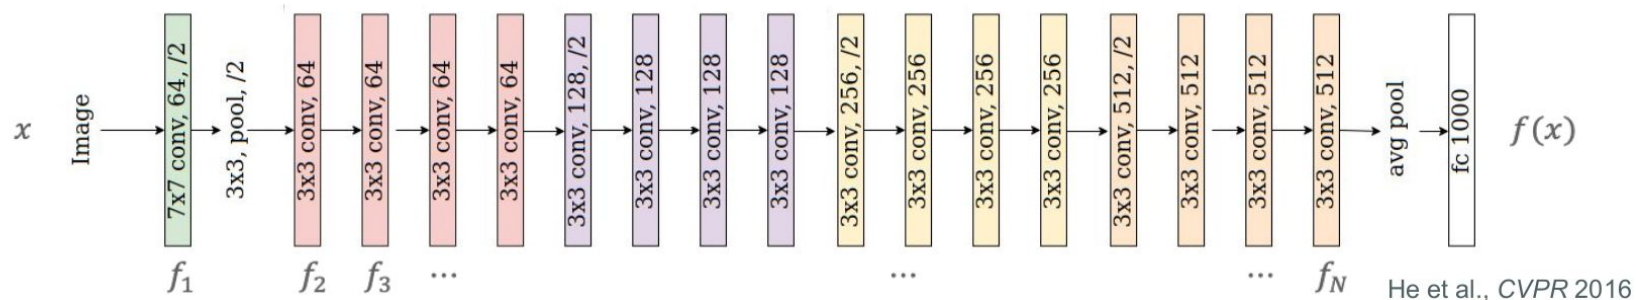 x
Image
7x7 conv, 64, /2
3x3, pool, /2
3x3 conv, 64
3x3 conv, 64
3x3 conv, 64
3x3 conv, 64
3x3 conv, 128, /2
3x3 conv, 128
3x3 conv, 128
3x3 conv, 128
3x3 conv, 256, /2
3x3 conv, 256
3x3 conv, 256
3x3 conv, 256
3x3 conv, 512, /2
3x3 conv, 512
3x3 conv, 512
3x3 conv, 512
avg pool
fc 1000
f(x)
f₁ f₂ f₃ ... ... ... f_N
He et al., CVPR 2016